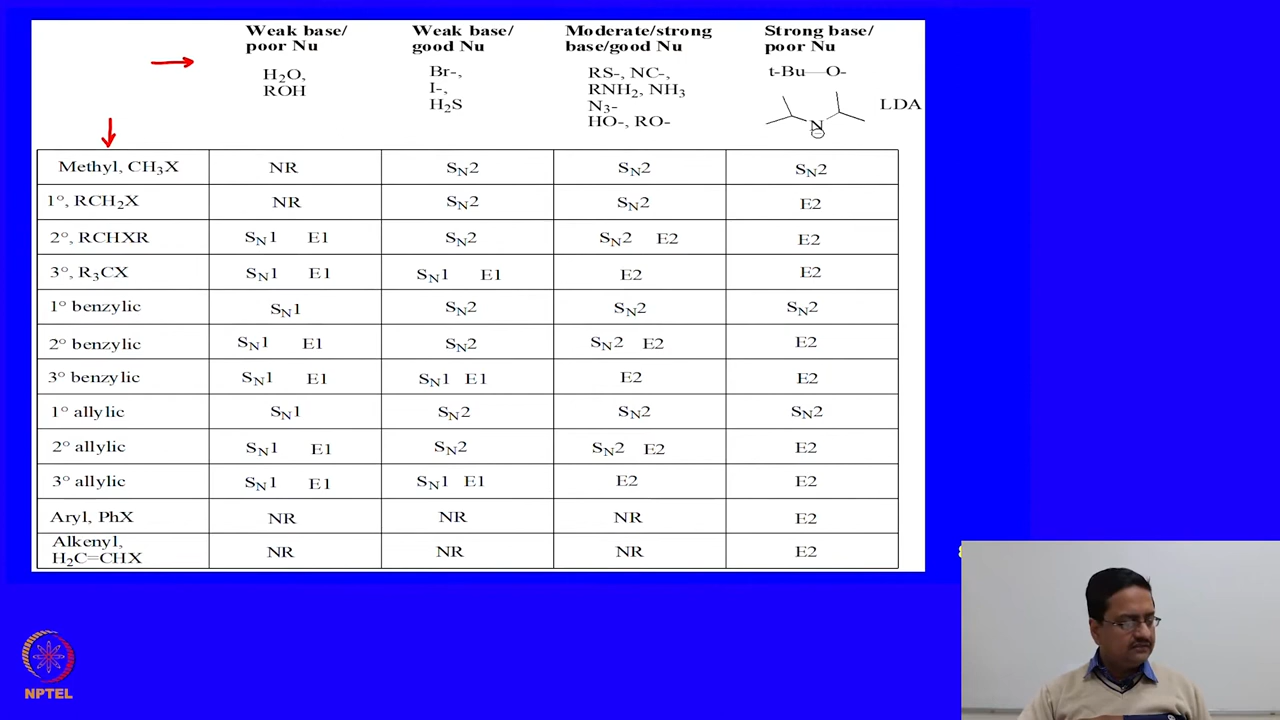 Weak base/ Weak base/ Moderate/strong Strong base/
poor Nu good Nu base/good Nu poor Nu
H2O, Br-, RS-, NC-, t-Bu—O-
ROH I-, RNH2, NH3
H2S N3- LDA
HO-, RO- N
Methyl, CH3X NR SN2 SN2 SN2
1°, RCH2X NR SN2 SN2 E2
2°, RCHXR SN1 E1 SN2 SN2 E2 E2
3°, R3CX SN1 E1 SN1 E1 E2 E2
1° benzylic SN1 SN2 SN2 SN2
2° benzylic SN1 E1 SN2 SN2 E2 E2
3° benzylic SN1 E1 SN1 E1 E2 E2
1° allylic SN1 SN2 SN2 SN2
2° allylic SN1 E1 SN2 SN2 E2 E2
3° allylic SN1 E1 SN1 E1 E2 E2
Aryl, PhX NR NR NR E2
Alkenyl,
H2C=CHX NR NR NR E2
NPTEL